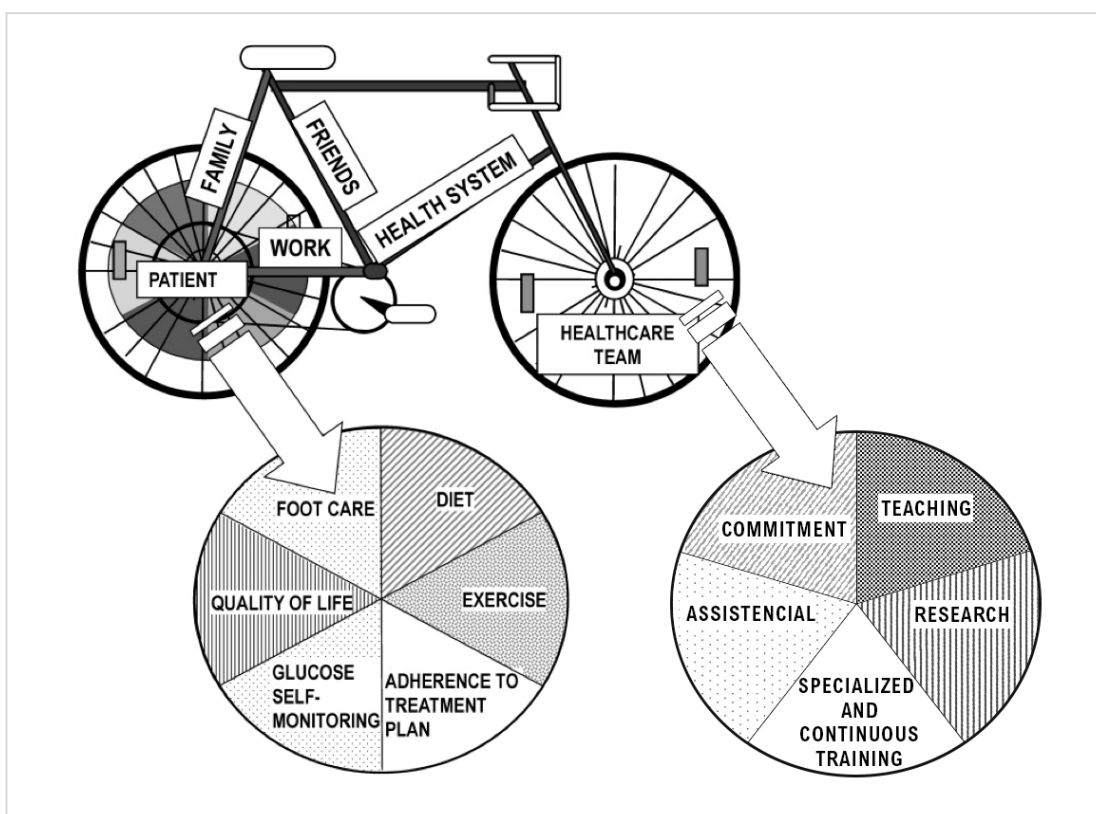 FAMILY
FRIENDS
HEALTH SYSTEM
WORK
PATIENT
HEALTHCARE
TEAM
FOOT CARE
DIET
QUALITY OF LIFE
EXERCISE
GLUCOSE
SELF-
MONITORING
ADHERENCE TO
TREATMENT
PLAN
COMMITMENT
TEACHING
ASSISTENCIAL
RESEARCH
SPECIALIZED
AND
CONTINUOUS
TRAINING